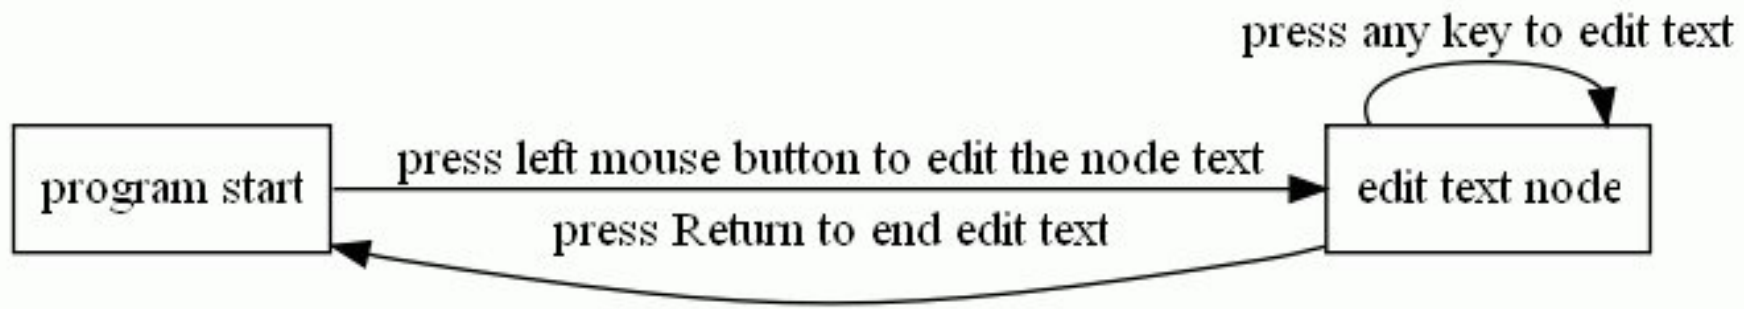 press any key to edit text
press left mouse button to edit the node text
program start
edit text node
press Return to end edit text